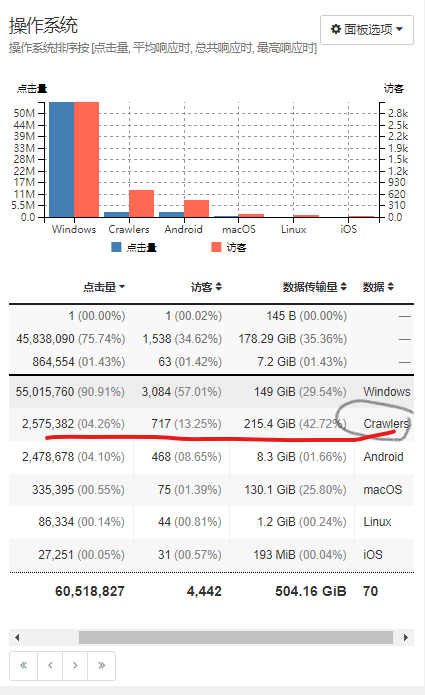 操作系统
面板选项
操作系统排序按 [点击量, 平均响应时, 总共响应时, 最高响应时]
点击量 访客
50M 2.8k
45M 2.5k
39M 2.2k
34M 1.9k
28M 1.5k
22M 1.2k
17M 930
11M 620
5.5M 310
0.0 0.0
Windows Crawlers Android macOS Linux iOS
点击量 访客
点击量 访客 数据传输量 数据
1 (00.00%) 1 (00.02%) 145 B (00.00%) —
45,838,090 (75.74%) 1,538 (34.62%) 178.29 GiB (35.36%) —
864,554 (01.43%) 63 (01.42%) 7.2 GiB (01.43%) —
55,015,760 (90.91%) 3,084 (57.01%) 149 GiB (29.54%) Windows
2,575,382 (04.26%) 717 (13.25%) 215.4 GiB (42.72%) Crawlers
2,478,678 (04.10%) 468 (08.65%) 8.3 GiB (01.66%) Android
335,395 (00.55%) 75 (01.39%) 130.1 GiB (25.80%) macOS
86,334 (00.14%) 44 (00.81%) 1.2 GiB (00.24%) Linux
27,251 (00.05%) 31 (00.57%) 193 MiB (00.04%) iOS
60,518,827 4,442 504.16 GiB 70